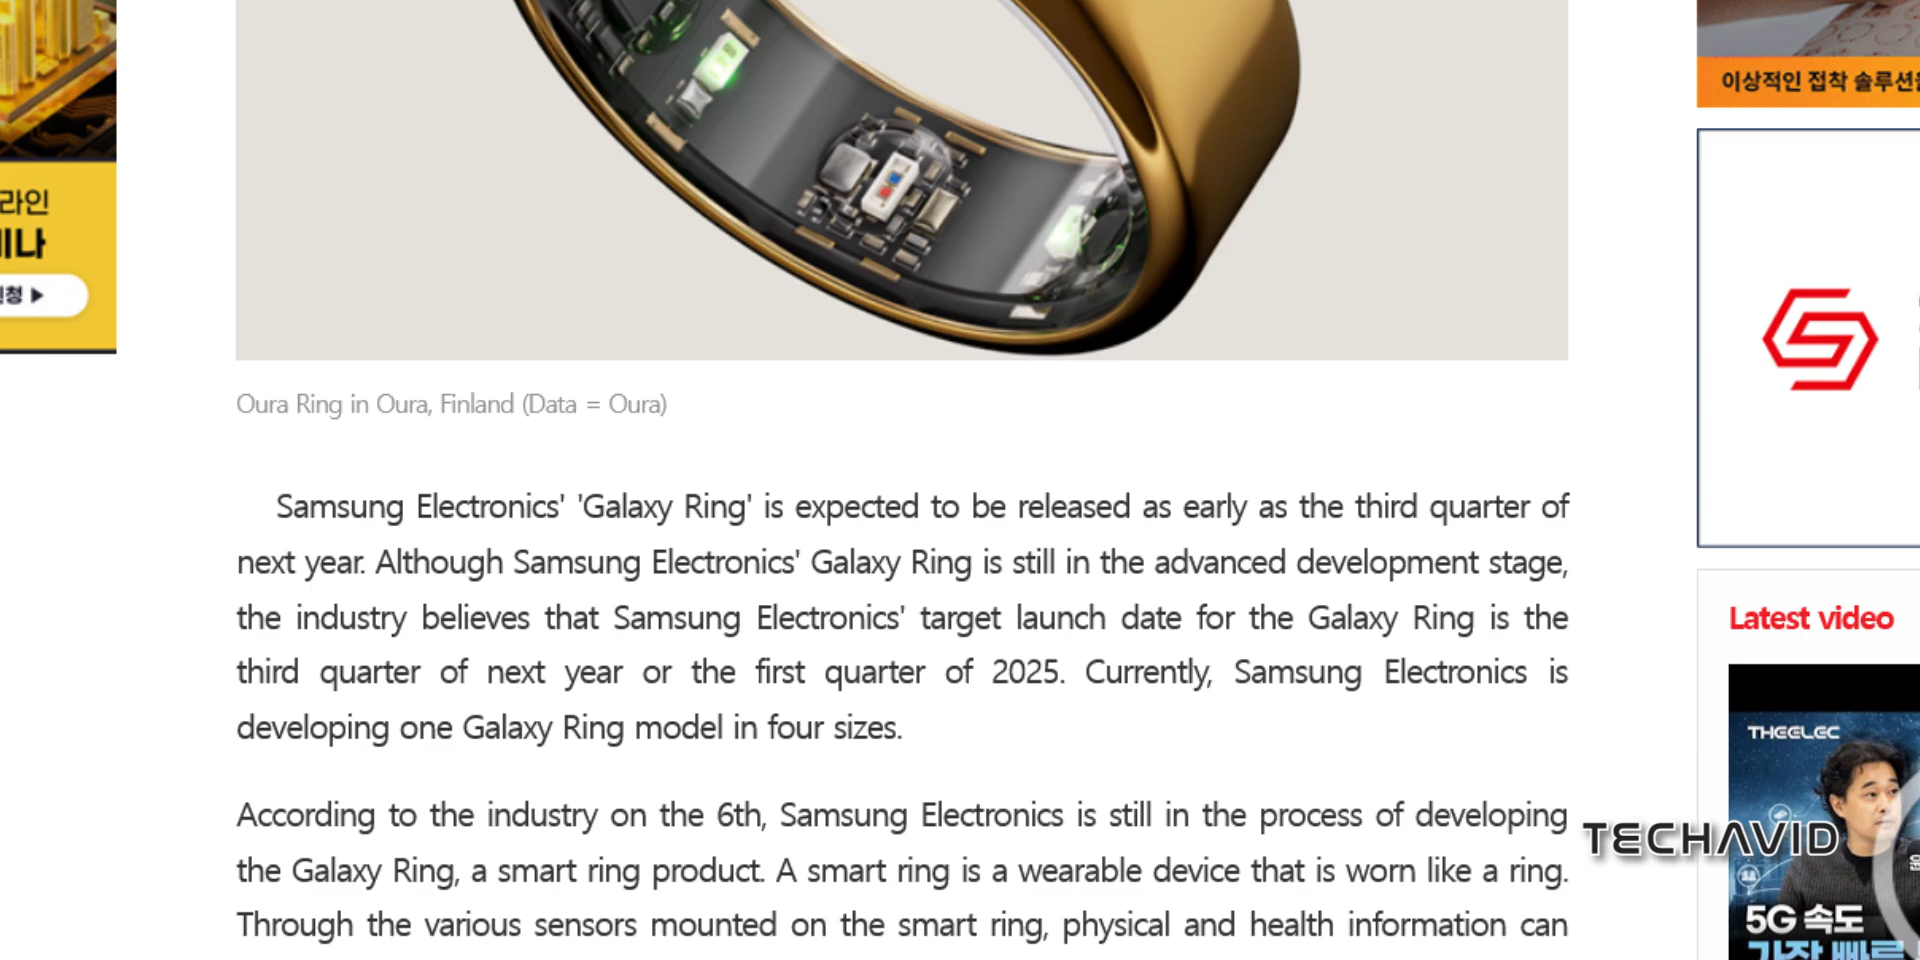 이상적인 접착 솔루션을
라인
미나
청 ▶
Oura Ring in Oura, Finland (Data = Oura)
Samsung Electronics' 'Galaxy Ring' is expected to be released as early as the third quarter of
next year. Although Samsung Electronics' Galaxy Ring is still in the advanced development stage,
the industry believes that Samsung Electronics' target launch date for the Galaxy Ring is the
third quarter of next year or the first quarter of 2025. Currently, Samsung Electronics is
developing one Galaxy Ring model in four sizes.
According to the industry on the 6th, Samsung Electronics is still in the process of developing
the Galaxy Ring, a smart ring product. A smart ring is a wearable device that is worn like a ring.
Through the various sensors mounted on the smart ring, physical and health information can
Latest video
THEELEC
TECHAVID
5G 속도
가장 빠른